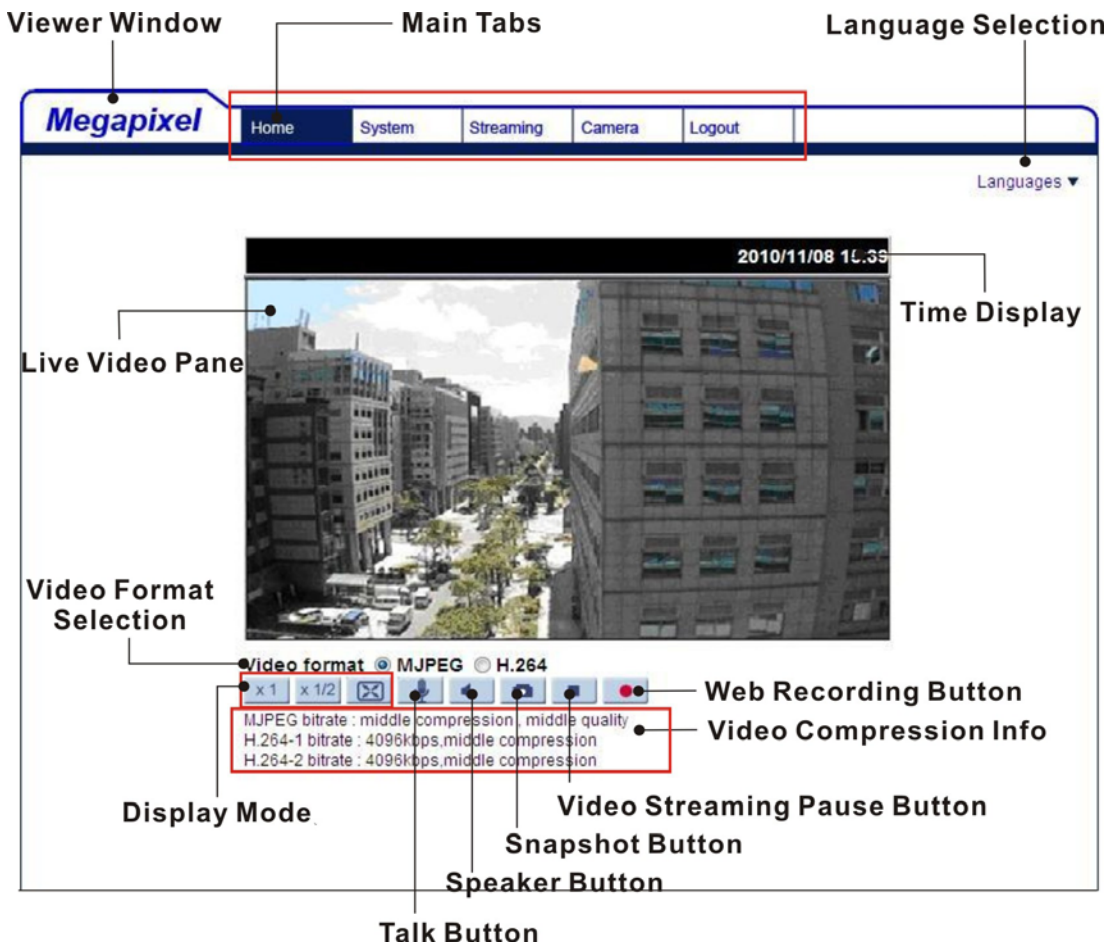 Viewer Window
Main Tabs
Language Selection
Megapixel
Home
System
Streaming
Camera
Logout
Languages
2010/11/08
Time Display
Live Video Pane
Video Format
Selection
Video format
MJPEG
H.264
x 1
x 1/2
Web Recording Button
MJPEG bitrate : middle compression , middle quality
H.264-1 bitrate : 4096kbps,middle compression
H.264-2 bitrate : 4096kbps,middle compression
Video Compression Info
Display Mode
Video Streaming Pause Button
Snapshot Button
Speaker Button
Talk Button